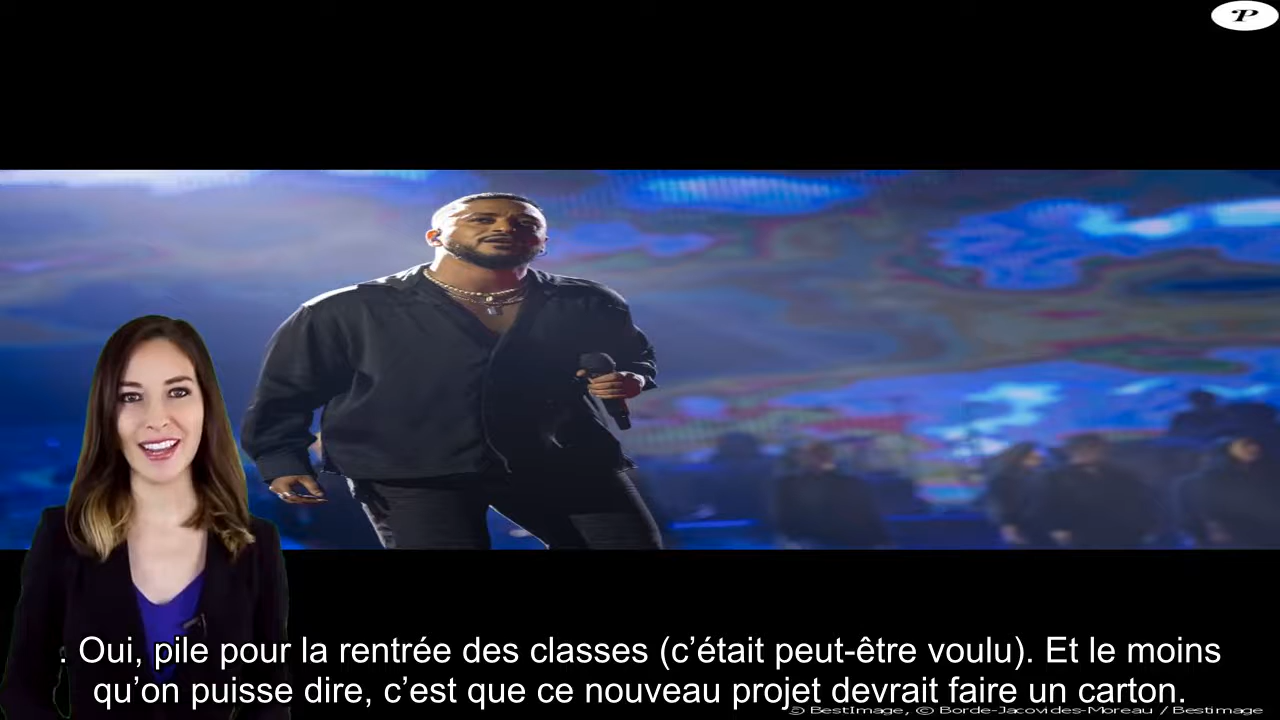 P
. Oui, pile pour la rentrée des classes (c’était peut-être voulu). Et le moins
qu’on puisse dire, c’est que ce nouveau projet devrait faire un carton.
© BestImage, © Borde-Jacovides-Moreau / Bestimage